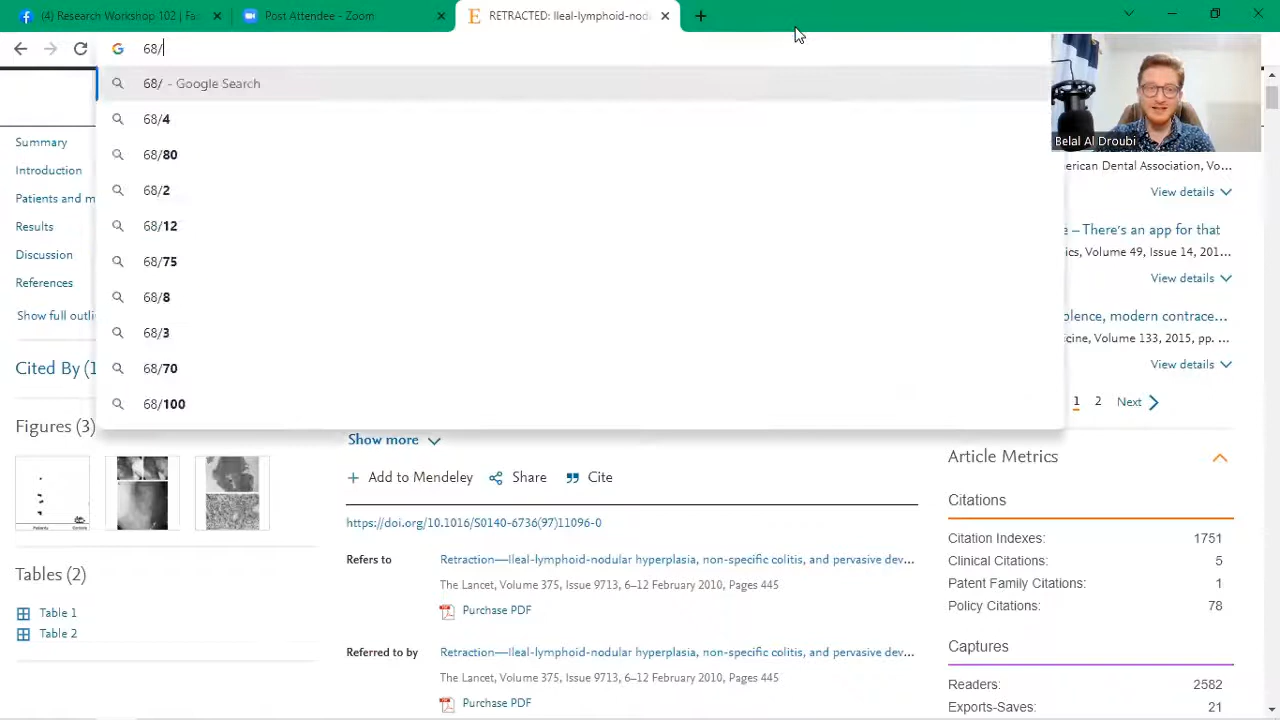 (4) Research Workshop 102 | Fa
Post Attendee - Zoom
RETRACTED: Ileal-lymphoid-nod
68/
68/ - Google Search
68/4
68/80
68/2
68/12
68/75
68/8
68/3
68/70
68/100
Belal Al Droubi
Summary
Introduction
Patients and m
Results
Discussion
References
Show full outli
Cited By (1
Figures (3)
Tables (2)
Table 1
Table 2
Show more
Add to Mendeley
Share
Cite
https://doi.org/10.1016/S0140-6736(97)11096-0
Refers to
Retraction—Ileal-lymphoid-nodular hyperplasia, non-specific colitis, and pervasive dev...
The Lancet, Volume 375, Issue 9713, 6–12 February 2010, Pages 445
Purchase PDF
Referred to by
Retraction—Ileal-lymphoid-nodular hyperplasia, non-specific colitis, and pervasive dev...
The Lancet, Volume 375, Issue 9713, 6–12 February 2010, Pages 445
Purchase PDF
erican Dental Association, Vo...
View details
e – There's an app for that
ics, Volume 49, Issue 14, 201...
View details
olence, modern contrace...
cine, Volume 133, 2015, pp. ...
View details
1 2 Next
Article Metrics
Citations
Citation Indexes: 1751
Clinical Citations: 5
Patent Family Citations: 1
Policy Citations: 78
Captures
Readers: 2582
Exports-Saves: 21